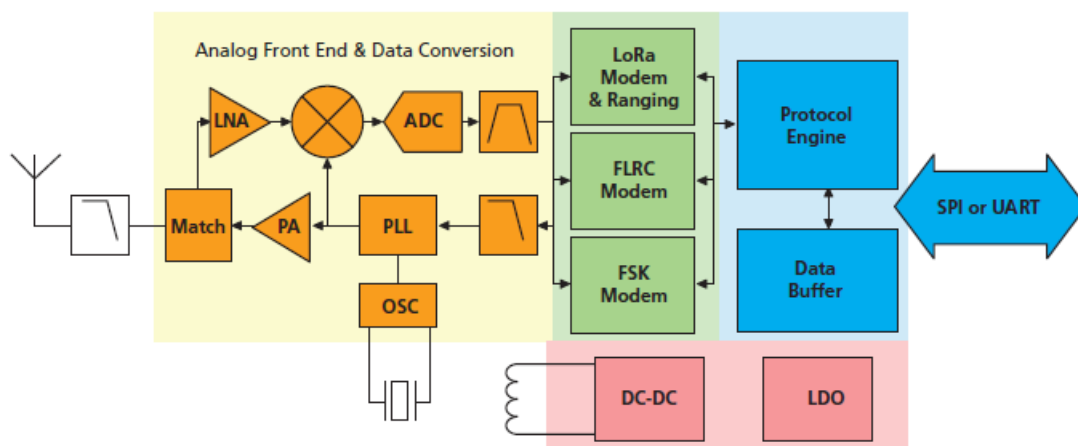 Analog Front End & Data Conversion
LNA
ADC
Match
PA
PLL
OSC
LoRa
Modem
& Ranging
FLRC
Modem
FSK
Modem
Protocol
Engine
Data
Buffer
SPI or UART
DC-DC
LDO